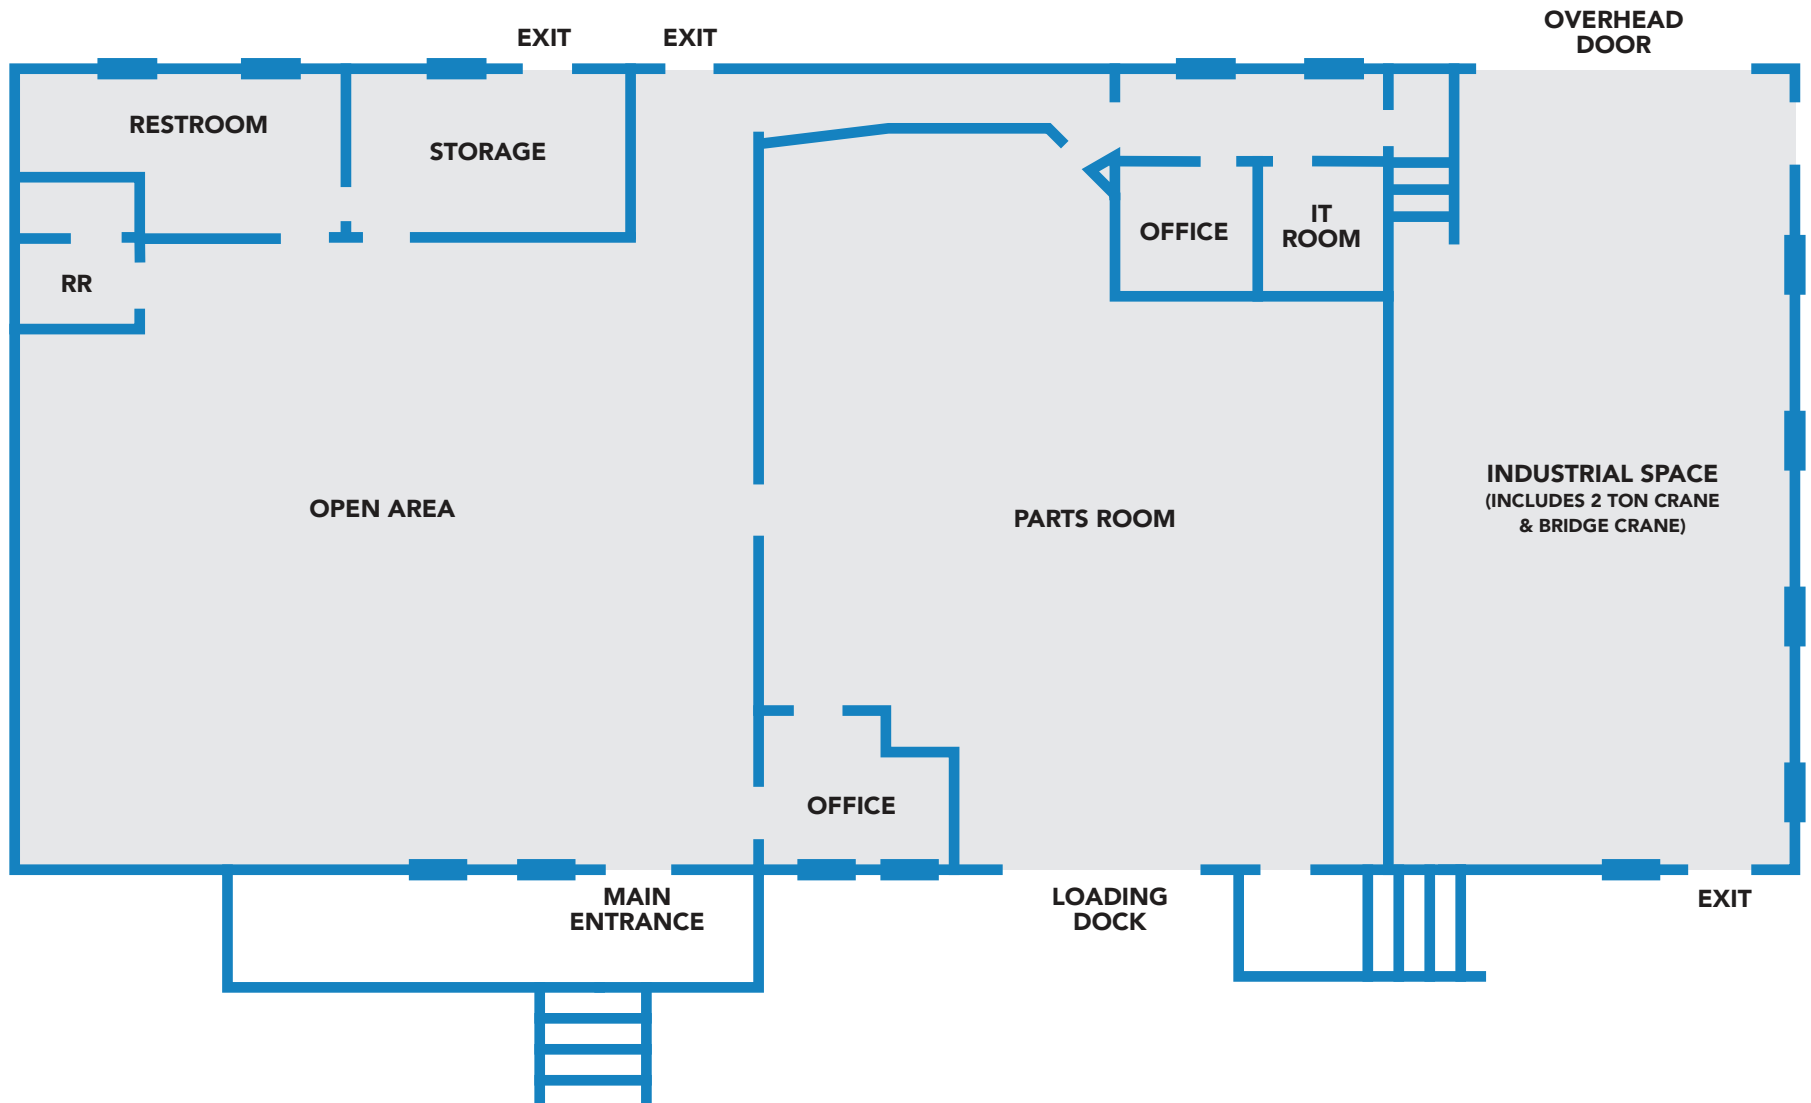 OVERHEAD
DOOR
EXIT
EXIT
RESTROOM
STORAGE
OFFICE
IT
ROOM
RR
OPEN AREA
PARTS ROOM
INDUSTRIAL SPACE
(INCLUDES 2 TON CRANE
& BRIDGE CRANE)
OFFICE
MAIN
ENTRANCE
LOADING
DOCK
EXIT